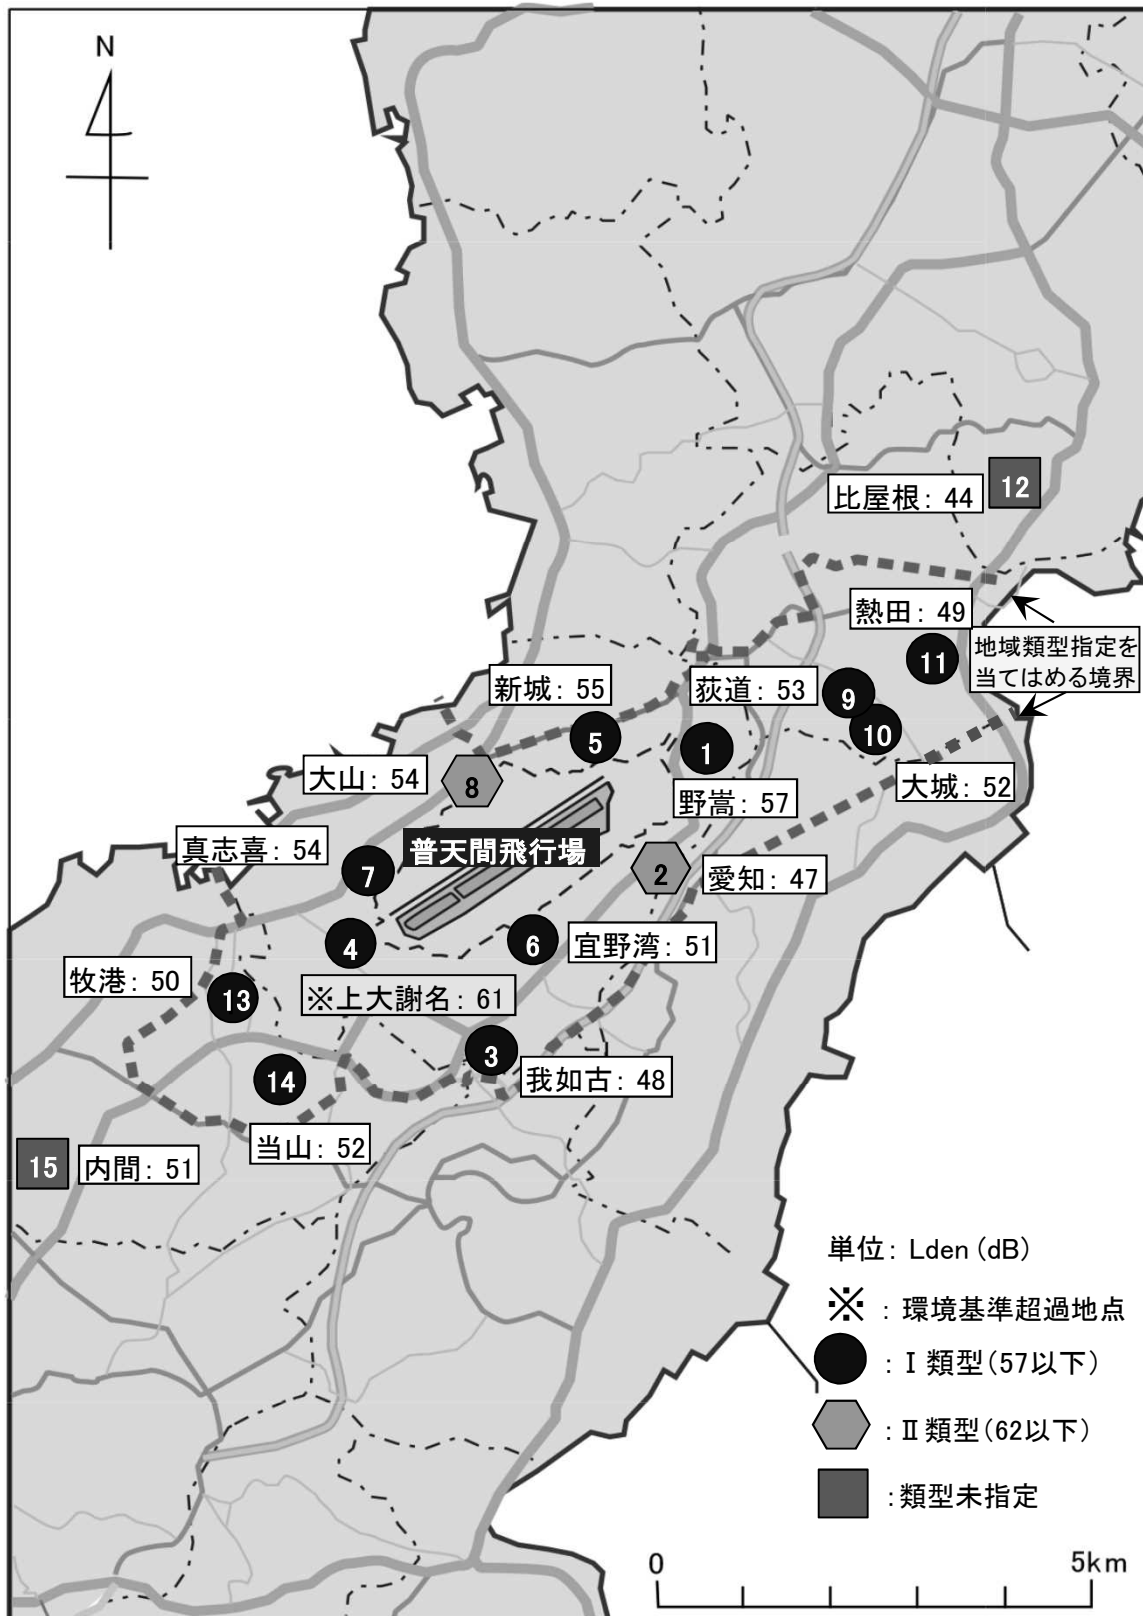 N
12
比屋根: 44
熱田: 49
11
地域類型指定を
当てはめる境界
新城: 55
荻道: 53
9
10
5
1
大山: 54
8
野嵩: 57
大城: 52
真志喜: 54
普天間飛行場
7
2
愛知: 47
4
6
宜野湾: 51
牧港: 50
13
※上大謝名: 61
3
我如古: 48
14
当山: 52
15
内間: 51
単位: Lden (dB)
※ : 環境基準超過地点
: Ⅰ 類型(57以下)
: Ⅱ 類型(62以下)
: 類型未指定
0
5km